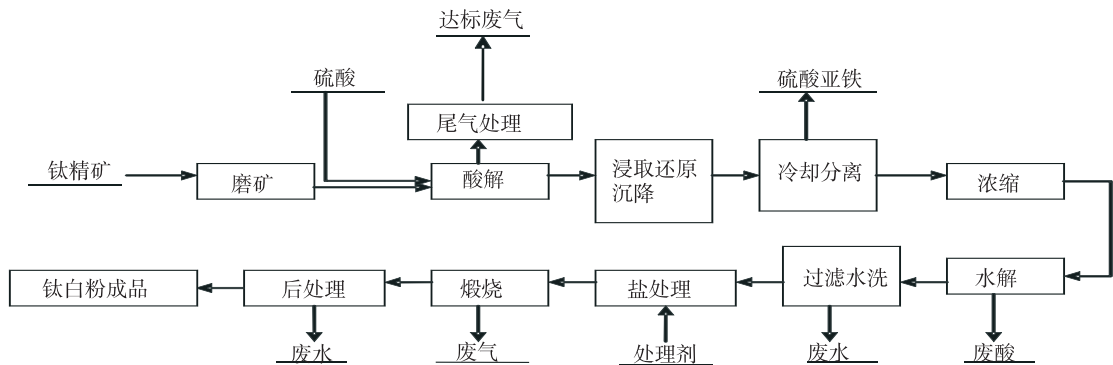 达标废气
硫酸
硫酸亚铁
尾气处理
钛精矿
磨矿
酸解
浸取还原
沉降
冷却分离
浓缩
钛白粉成品
后处理
煅烧
盐处理
过滤水洗
水解
废水
废气
处理剂
废水
废酸